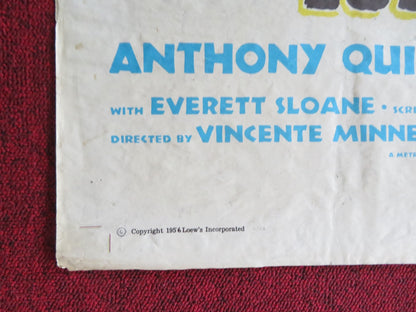 ANTHONY QUI
WITH EVERETT SLOANE • SCR
DIRECTED BY VINCENTE MINNE
A METR
© Copyright 1956 Loew's Incorporated